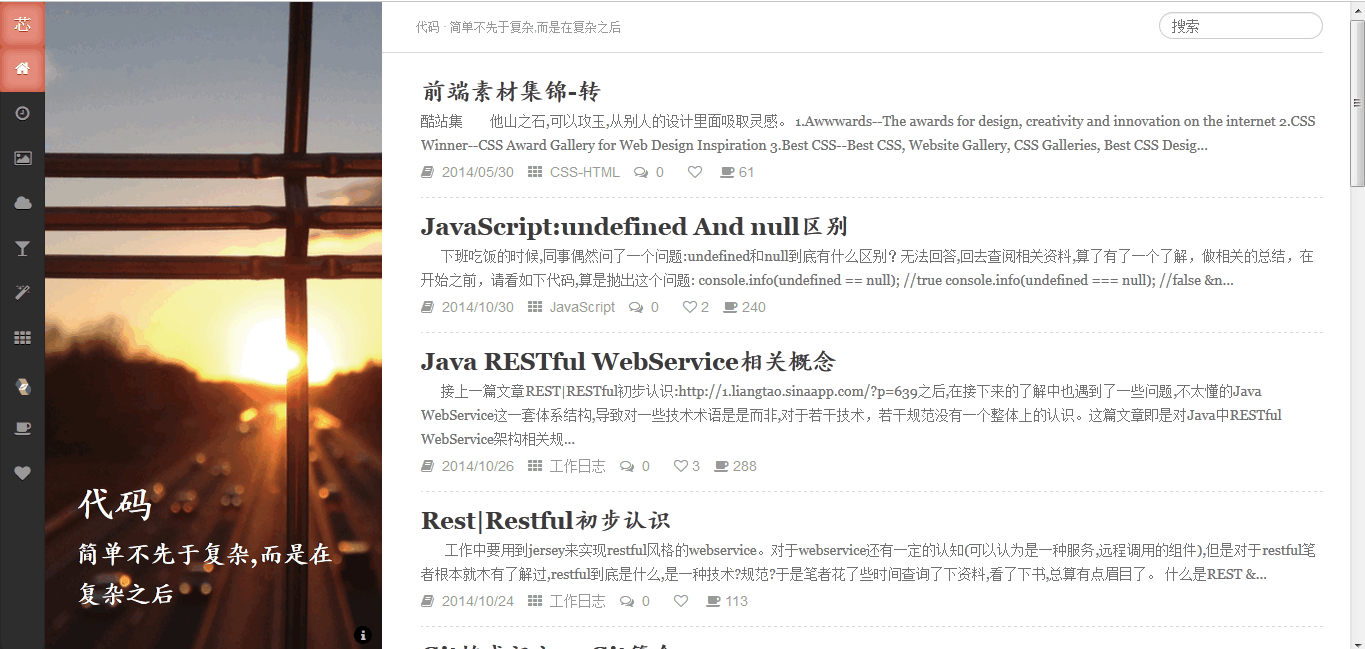 芯
代码 · 简单不先于复杂,而是在复杂之后
搜索
前端素材集锦-转
酷站集 他山之石,可以攻玉,从别人的设计里面吸取灵感。 1.Awwwards--The awards for design, creativity and innovation on the internet 2.CSS
Winner--CSS Award Gallery for Web Design Inspiration 3.Best CSS--Best CSS, Website Gallery, CSS Galleries, Best CSS Desig...
2014/05/30 CSS-HTML 0 61
JavaScript:undefined And null区别
下班吃饭的时候,同事偶然问了一个问题:undefined和null到底有什么区别? 无法回答,回去查阅相关资料,算了有了一个了解，做相关的总结，在
开始之前，请看如下代码,算是抛出这个问题: console.info(undefined == null); //true console.info(undefined === null); //false &n...
2014/10/30 JavaScript 0 2 240
Java RESTful WebService相关概念
接上一篇文章REST|RESTful初步认识:http://1.liangtao.sinaapp.com/?p=639之后,在接下来的了解中也遇到了一些问题,不太懂的Java
WebService这一套体系结构,导致对一些技术术语是是而非,对于若干技术，若干规范没有一个整体上的认识。这篇文章即是对Java中RESTful
WebService架构相关规...
2014/10/26 工作日志 0 3 288
Rest|Restful初步认识
工作中要用到jersey来实现restful风格的webservice。对于webservice还有一定的认知(可以认为是一种服务,远程调用的组件),但是对于restful笔
者根本就木有了解过,restful到底是什么,是一种技术?规范?于是笔者花了些时间查询了下资料,看了下书,总算有点眉目了。 什么是REST &...
2014/10/24 工作日志 0 113
代码
简单不先于复杂,而是在
复杂之后